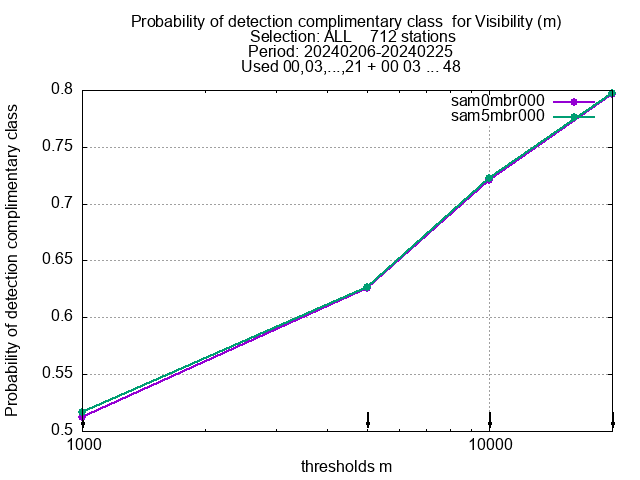 Probability of detection complimentary class  for Visibility (m)
Selection: ALL    712 stations
Period: 20240206-20240225
Used 00,03,...,21 + 00 03 ... 48
Probability of detection complimentary class
0.8
0.75
0.7
0.65
0.6
0.55
0.5
sam0mbr000
sam5mbr000
1000
10000
thresholds m